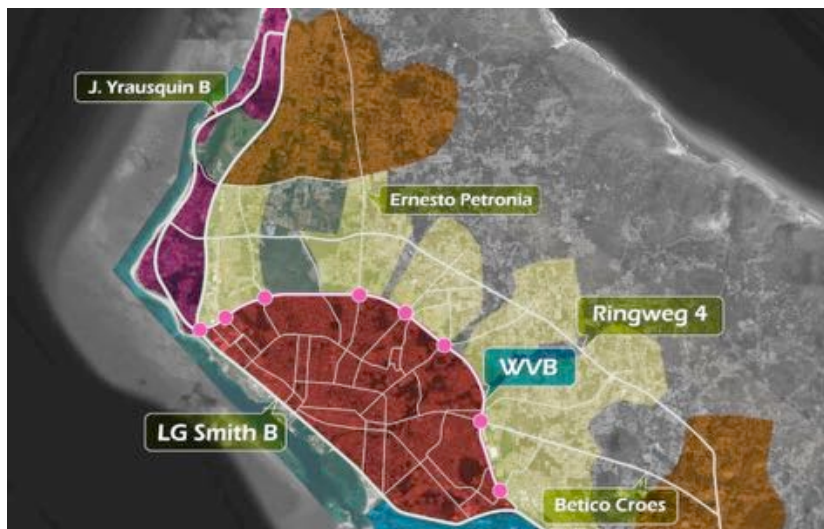 J. Yrausquin B
Ernesto Petronia
Ringweg 4
WVB
LG Smith B
Betico Croes